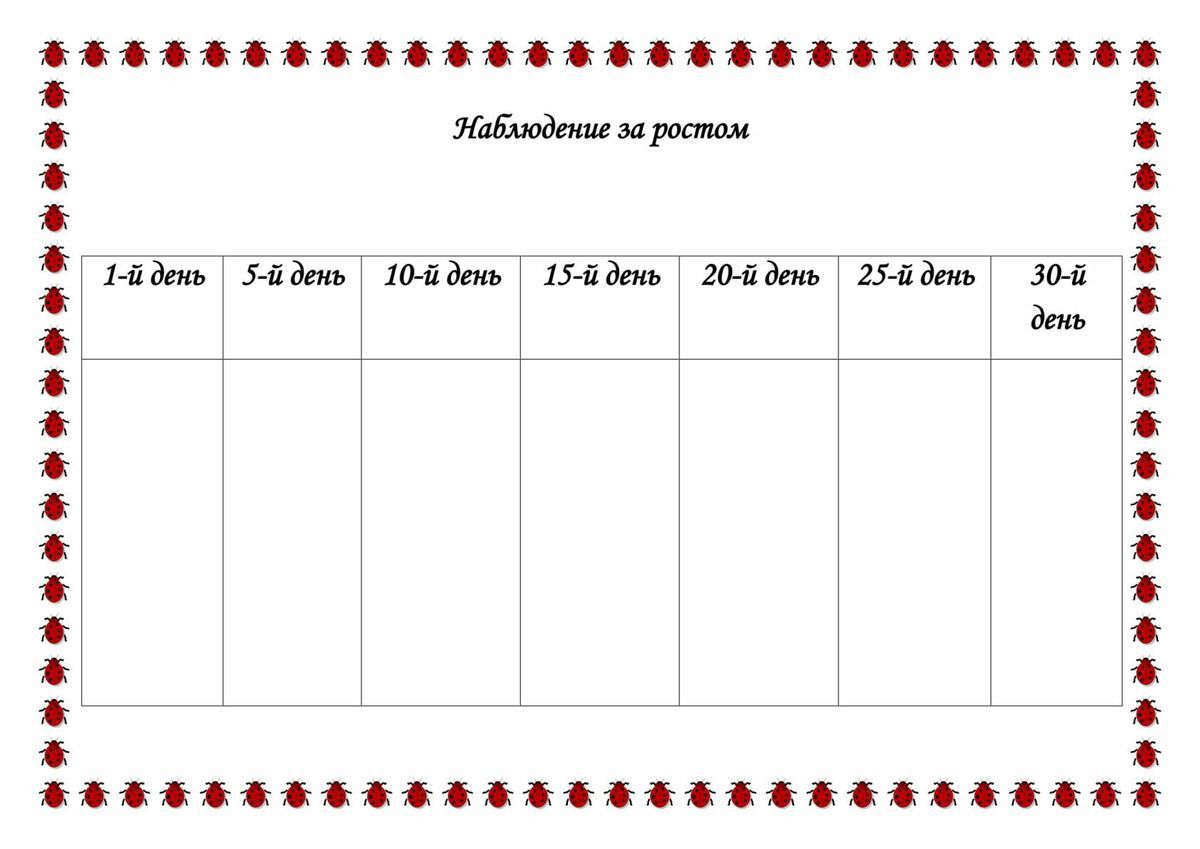 Наблюдение за ростом
1-й день 5-й день 10-й день 15-й день 20-й день 25-й день 30-й
день